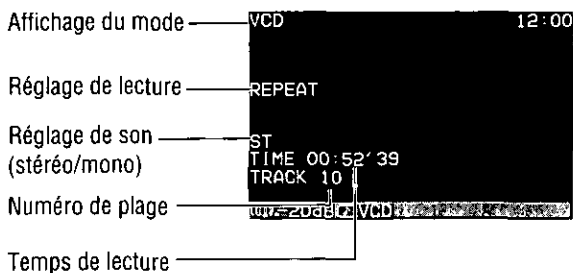 Affichage du mode
VCD 12:00
Réglage de lecture
REPEAT
Réglage de son
(stéréo/mono)
ST
TIME 00:52'39
TRACK 10
VCD
Numéro de plage
Temps de lecture